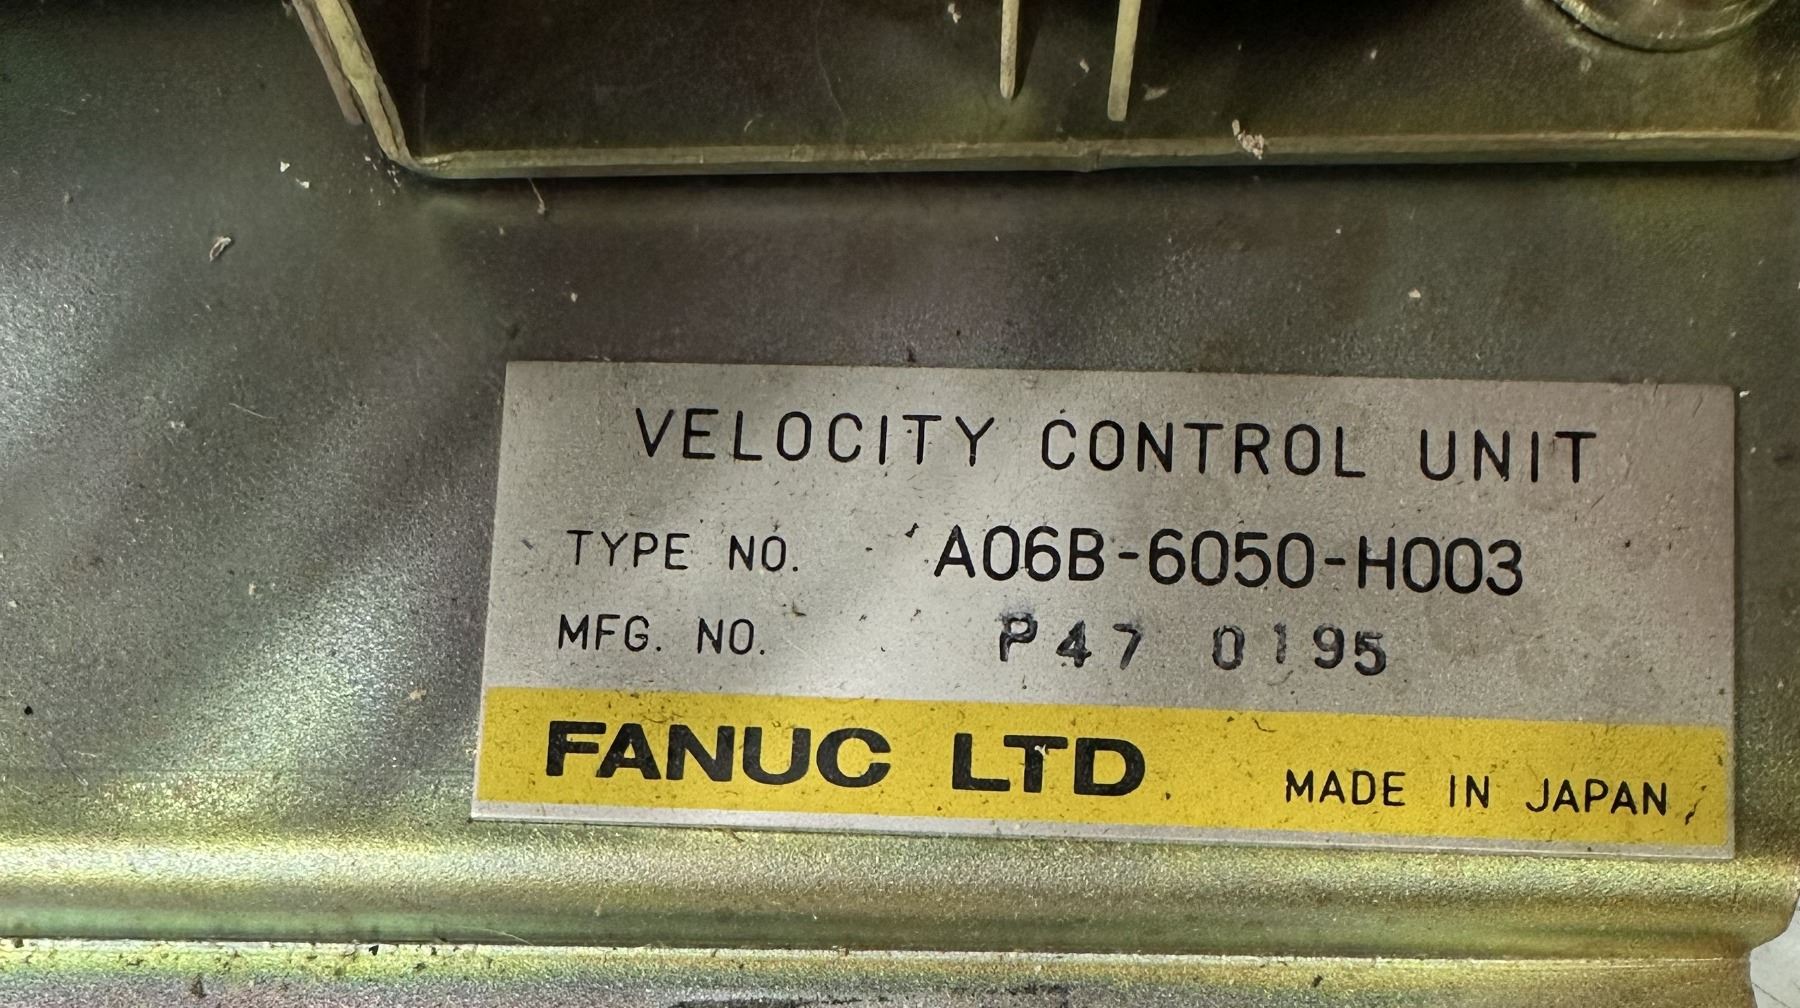 VELOCITY CONTROL UNIT
TYPE NO. A06B-6050-H003
MFG. NO. P47 0195
FANUC LTD MADE IN JAPAN